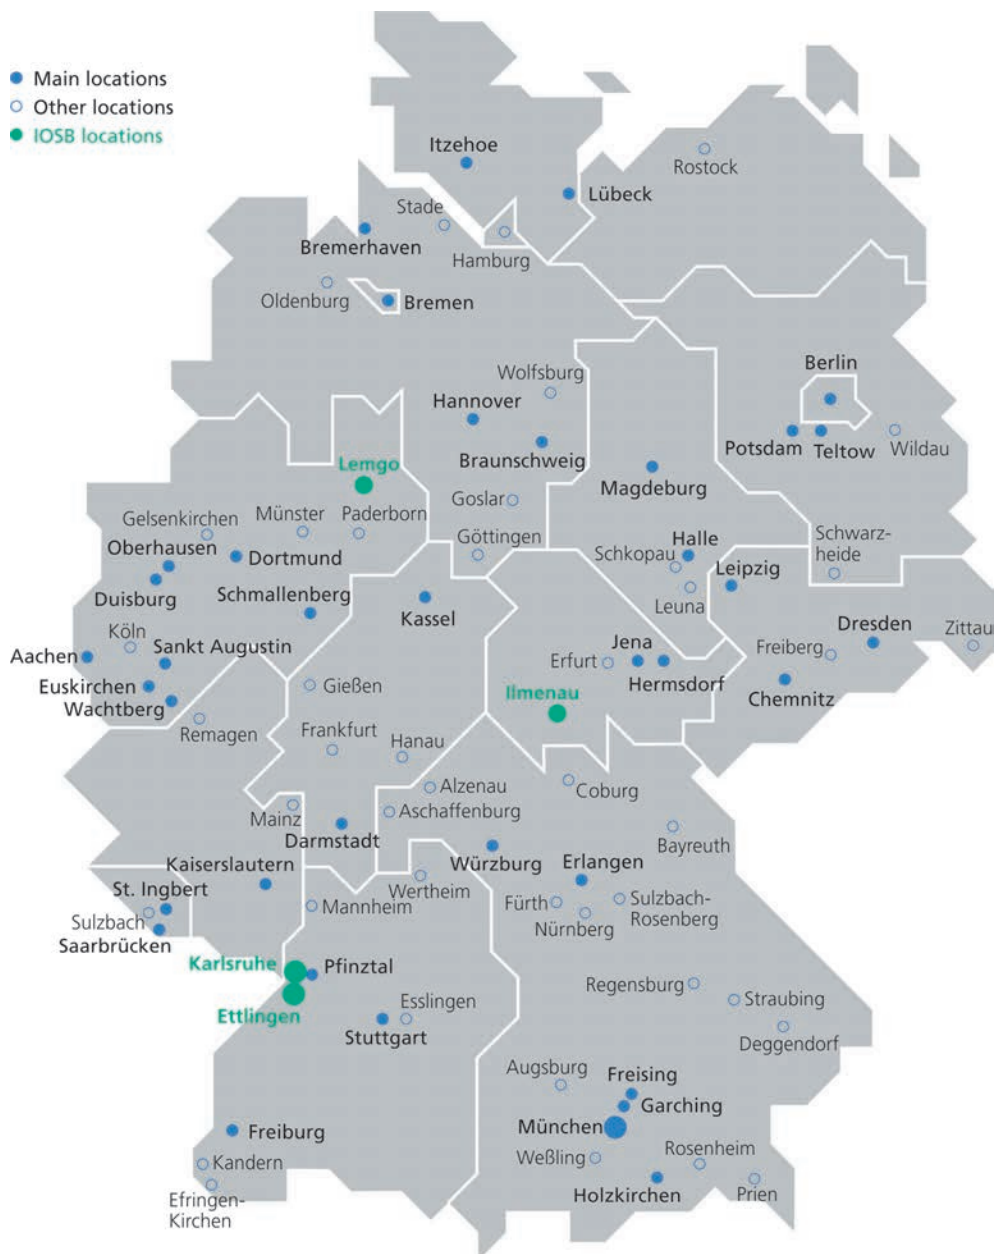 Main locations
Other locations
IOSB locations
Itzehoe
Rostock
Lübeck
Stade
Bremerhaven
Hamburg
Oldenburg
Bremen
Wolfsburg
Berlin
Hannover
Braunschweig
Potsdam
Teltow
Wildau
Lemgo
Magdeburg
Goslar
Gelsenkirchen
Münster
Paderborn
Oberhausen
Dortmund
Göttingen
Halle
Schkopau
Schwarz-
heide
Leipzig
Duisburg
Schmallenberg
Kassel
Leuna
Köln
Sankt Augustin
Jena
Dresden
Zittau
Aachen
Erfurt
Freiberg
Euskirchen
Wachtberg
Gießen
Ilmenau
Hermsdorf
Chemnitz
Remagen
Frankfurt
Hanau
Alzenau
Coburg
Mainz
Aschaffenburg
Darmstadt
Bayreuth
Kaiserslautern
Würzburg
Erlangen
St. Ingbert
Wertheim
Sulzbach
Mannheim
Fürth
Sulzbach-
Rosenberg
Nürnberg
Saarbrücken
Karlsruhe
Pfinztal
Regensburg
Straubing
Ettlingen
Esslingen
Stuttgart
Deggendorf
Augsburg
Freising
Garching
München
Freiburg
Weßling
Rosenheim
Kandern
Holzkirchen
Prien
Efringen-
Kirchen